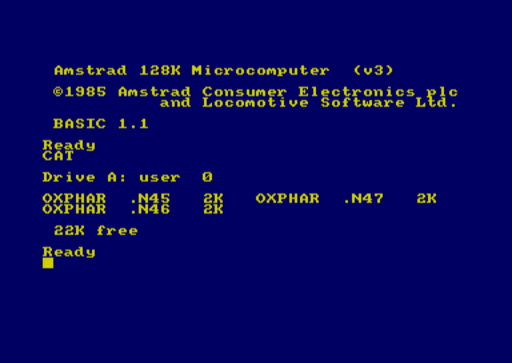 Amstrad 128K Microcomputer (v3)
©1985 Amstrad Consumer Electronics plc
and Locomotive Software Ltd.
BASIC 1.1
Ready
CAT
Drive A: user 0
OXPHAR .N45 2K OXPHAR .N47 2K
OXPHAR .N46 2K
22K free
Ready